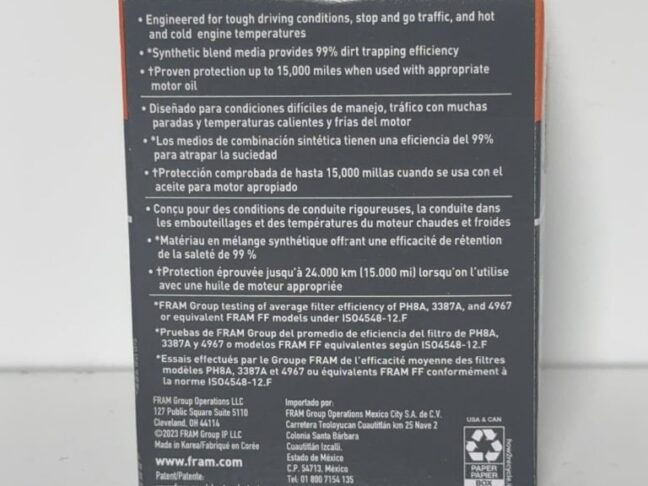 • Engineered for tough driving conditions, stop and go traffic, and hot
and cold engine temperatures
• *Synthetic blend media provides 99% dirt trapping efficiency
• †Proven protection up to 15,000 miles when used with appropriate
motor oil
• Diseñado para condiciones difíciles de manejo, tráfico con muchas
paradas y temperaturas calientes y frías del motor
• *Los medios de combinación sintética tienen una eficiencia del 99%
para atrapar la suciedad
• †Protección comprobada de hasta 15,000 millas cuando se usa con el
aceite para motor apropiado
• Conçu pour des conditions de conduite rigoureuses, la conduite dans
les embouteillages et des températures du moteur chaudes et froides
• *Matériau en mélange synthétique offrant une efficacité de rétention
de la saleté de 99 %
• †Protection éprouvée jusqu'à 24.000 km (15.000 mi) lorsqu'on l'utilise
avec une huile de moteur appropriée
*FRAM Group testing of average filter efficiency of PH8A, 3387A, and 4967
or equivalent FRAM FF models under ISO4548-12.F
*Pruebas de FRAM Group del promedio de eficiencia del filtro de PH8A,
3387A y 4967 o modelos FRAM FF equivalentes según ISO4548-12.F
*Essais effectués par le Groupe FRAM de l'efficacité moyenne des filtres
modèles PH8A, 3387A et 4967 ou équivalents FRAM FF conformément à
la norme ISO4548-12.F
FRAM Group Operations LLC
127 Public Square Suite 5110
Cleveland, OH 44114
©2023 FRAM Group IP LLC
Made in Korea/Fabriqué en Corée
www.fram.com
Patent/Patente:
Importado por:
FRAM Group Operations Mexico City S.A. de C.V.
Carretera Teoloyucan Cuautitlán km 25 Nave 2
Colonia Santa Bárbara
Cuautitlán Izcalli.
Estado de México
C.P. 54713. México
Tel: 01 800 7154 135
USA & CAN
PAPER
PAPIER
BOX
how2recycle.